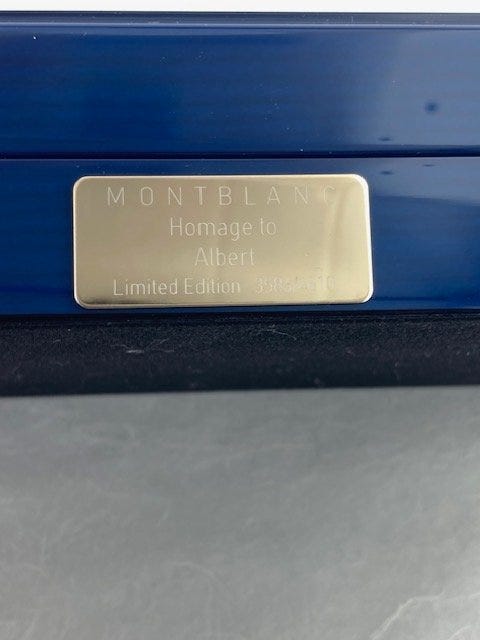 MONTBLANC
Homage to
Albert
Limited Edition